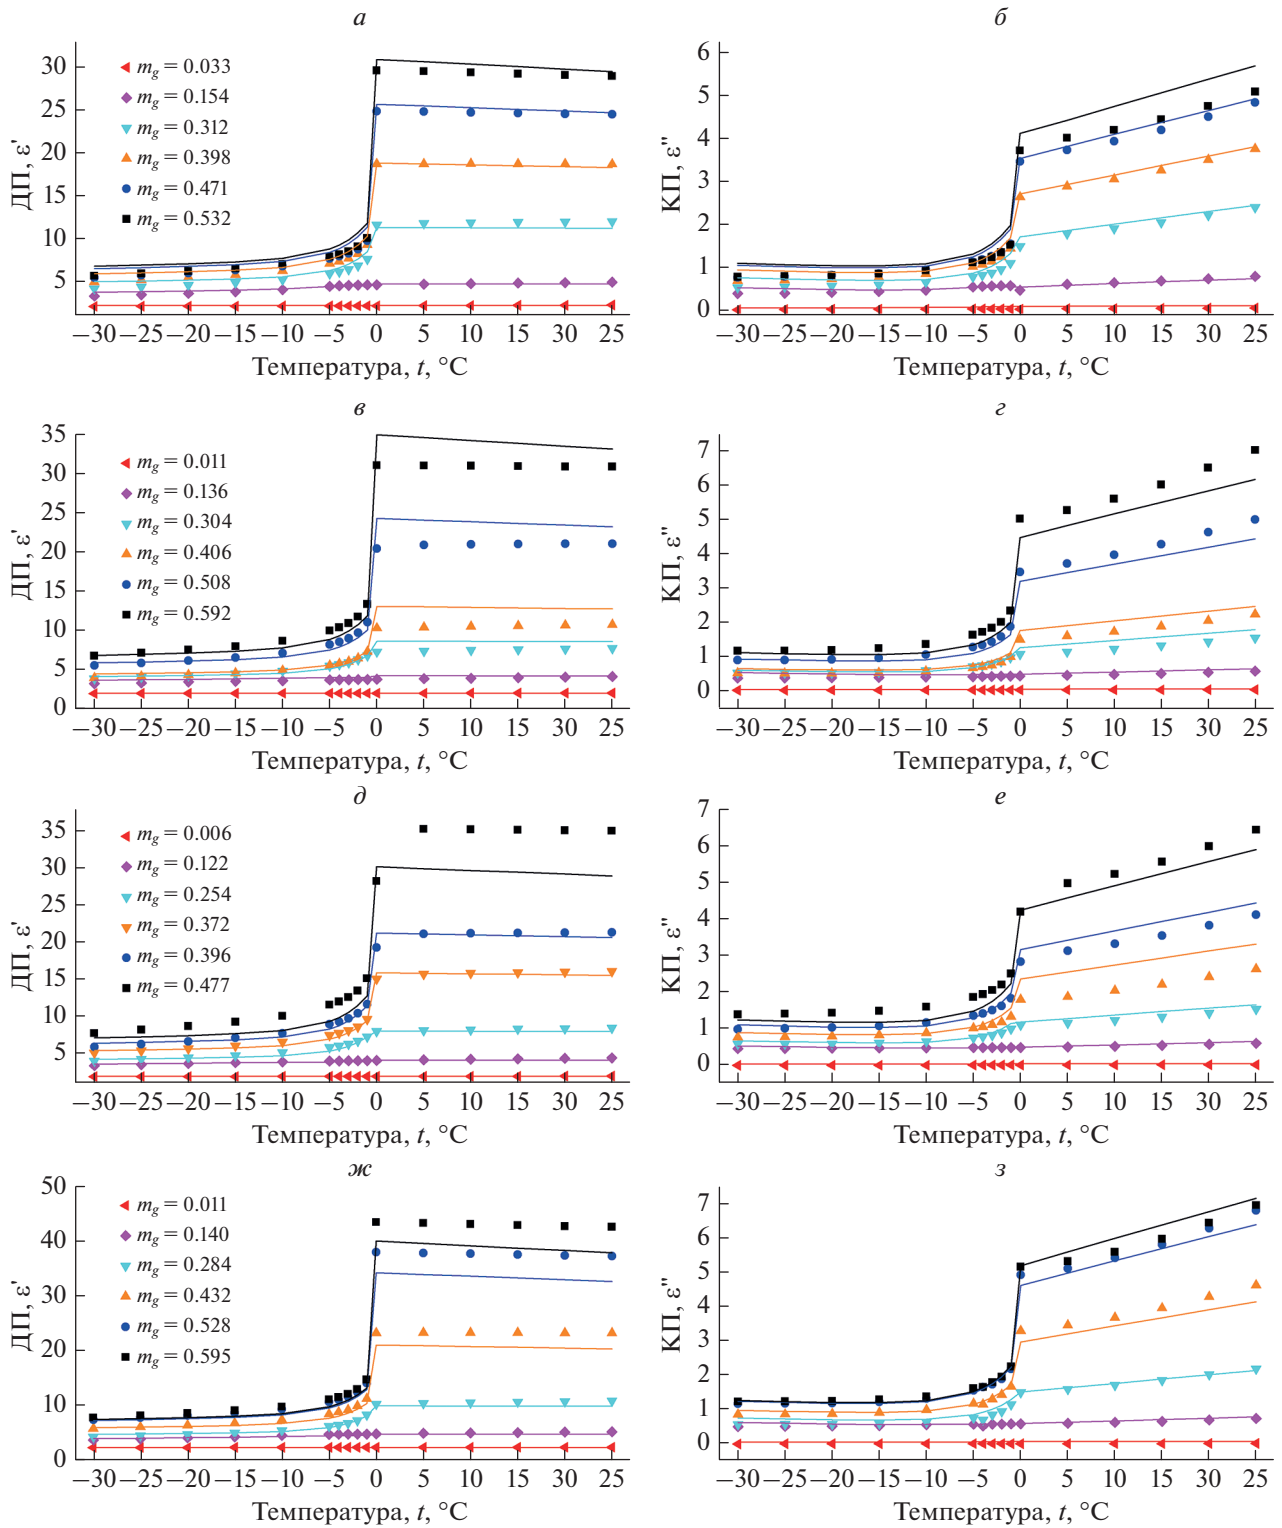 а
ДП, ε′
30
25
20
15
10
5
m_g = 0.033
m_g = 0.154
m_g = 0.312
m_g = 0.398
m_g = 0.471
m_g = 0.532
−30 −25 −20 −15 −10 −5 0 5 10 15 30 25
Температура, t, °C
б
КП, ε″
6
5
4
3
2
1
0
−30 −25 −20 −15 −10 −5 0 5 10 15 30 25
Температура, t, °C
в
ДП, ε′
35
30
25
20
15
10
5
0
m_g = 0.011
m_g = 0.136
m_g = 0.304
m_g = 0.406
m_g = 0.508
m_g = 0.592
−30 −25 −20 −15 −10 −5 0 5 10 15 30 25
Температура, t, °C
г
КП, ε″
7
6
5
4
3
2
1
0
−30 −25 −20 −15 −10 −5 0 5 10 15 30 25
Температура, t, °C
д
ДП, ε′
35
30
25
20
15
10
5
m_g = 0.006
m_g = 0.122
m_g = 0.254
m_g = 0.372
m_g = 0.396
m_g = 0.477
−30 −25 −20 −15 −10 −5 0 5 10 15 30 25
Температура, t, °C
е
КП, ε″
7
6
5
4
3
2
1
0
−30 −25 −20 −15 −10 −5 0 5 10 15 30 25
Температура, t, °C
ж
ДП, ε′
50
40
30
20
10
0
m_g = 0.011
m_g = 0.140
m_g = 0.284
m_g = 0.432
m_g = 0.528
m_g = 0.595
−30 −25 −20 −15 −10 −5 0 5 10 15 30 25
Температура, t, °C
з
КП, ε″
7
6
5
4
3
2
1
0
−30 −25 −20 −15 −10 −5 0 5 10 15 30 25
Температура, t, °C